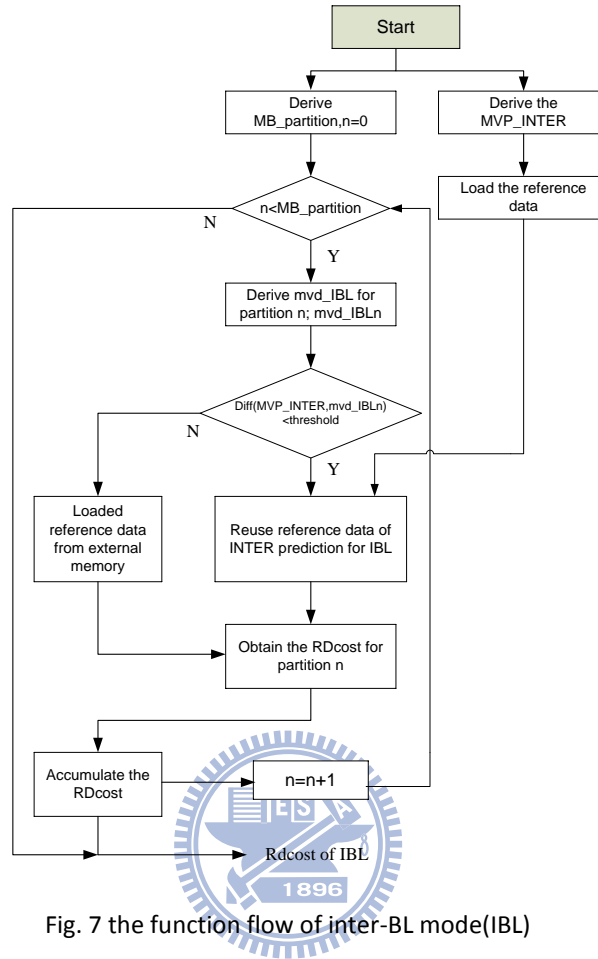 Start
Derive
MB_partition,n=0
Derive the
MVP_INTER
Load the reference
data
n<MB_partition
N
Y
Derive mvd_IBL for
partition n; mvd_IBLn
Diff(MVP_INTER,mvd_IBLn)
<threshold
N
Y
Loaded
reference data
from external
memory
Reuse reference data of
INTER prediction for IBL
Obtain the RDcost for
partition n
Accumulate the
RDcost
n=n+1
E S A
Rdcost of IBL
1896
Fig. 7 the function flow of inter-BL mode(IBL)